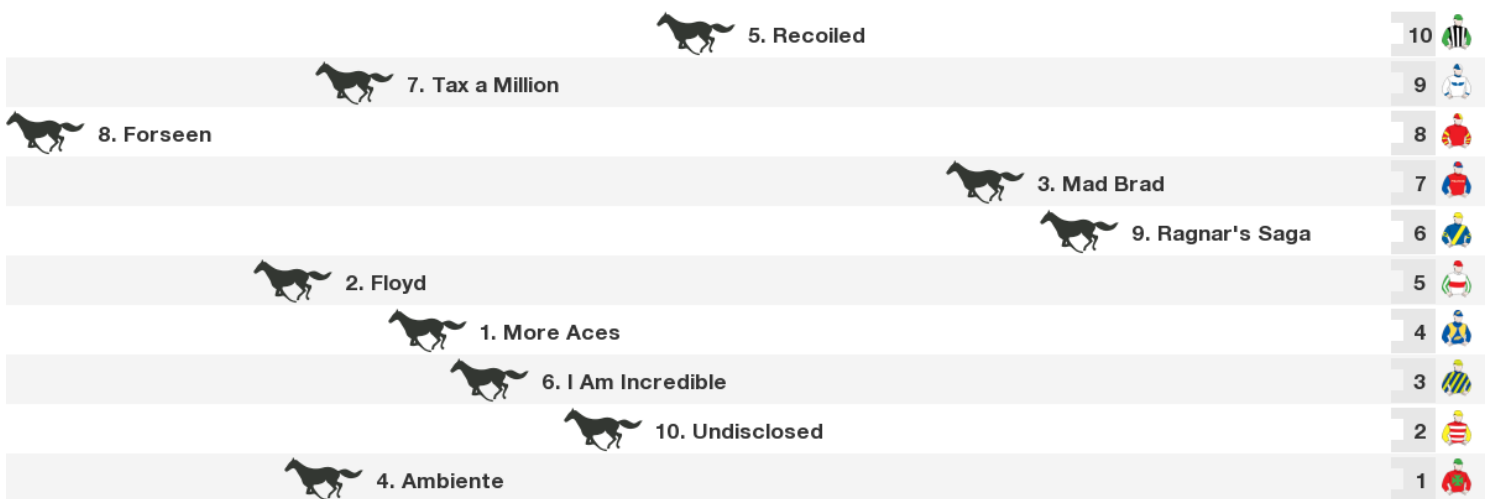 5. Recoiled 10
7. Tax a Million 9
8. Forseen 8
3. Mad Brad 7
9. Ragnar's Saga 6
2. Floyd 5
1. More Aces 4
6. I Am Incredible 3
10. Undisclosed 2
4. Ambiente 1